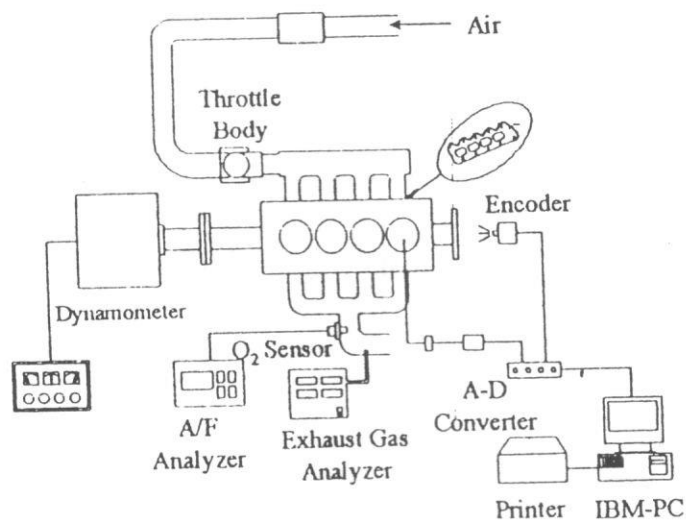 Air
Throttle
Body
Encoder
Dynamometer
O₂ Sensor
A-D
Converter
A/F
Analyzer
Exhaust Gas
Analyzer
Printer
IBM-PC